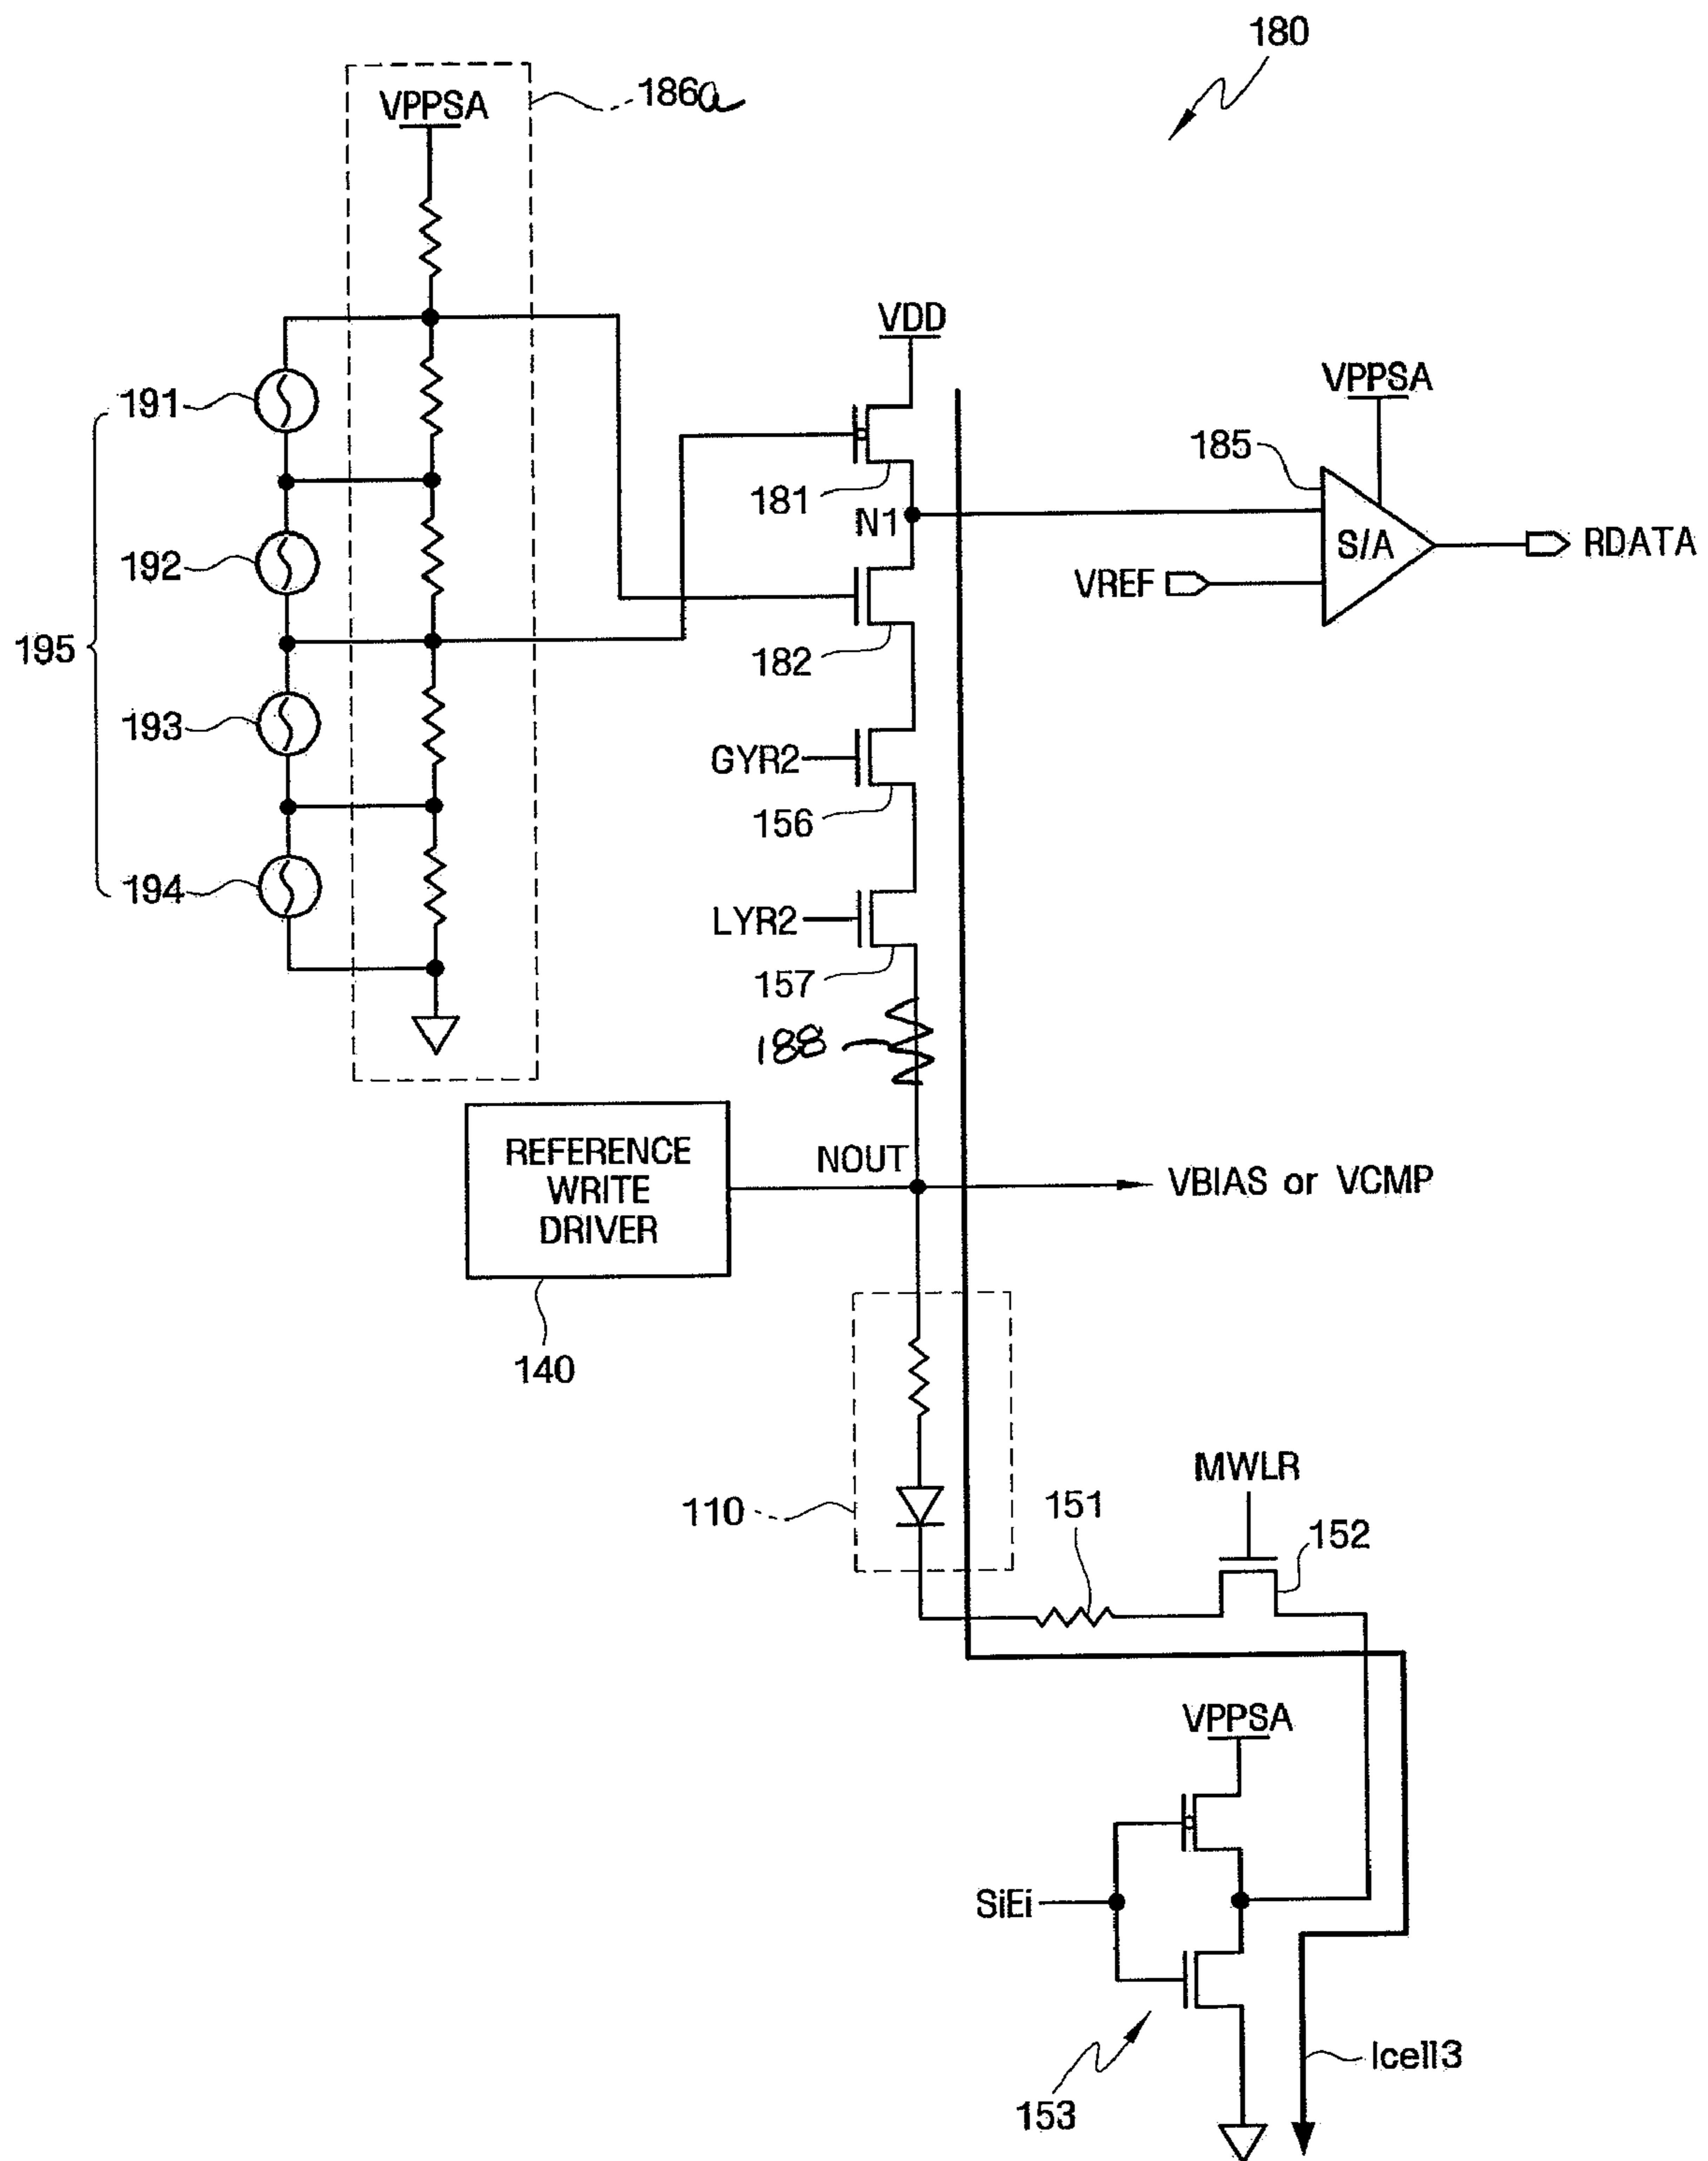 180
VPPSA
186a
VDD
VPPSA
191
185
181
N1
S/A
RDATA
192
VREF
195
182
193
GYR2
156
194
LYR2
157
188
REFERENCE
WRITE
DRIVER
NOUT
VBIAS or VCMP
140
MWLR
110
151
152
VPPSA
SiEi
Icell3
153